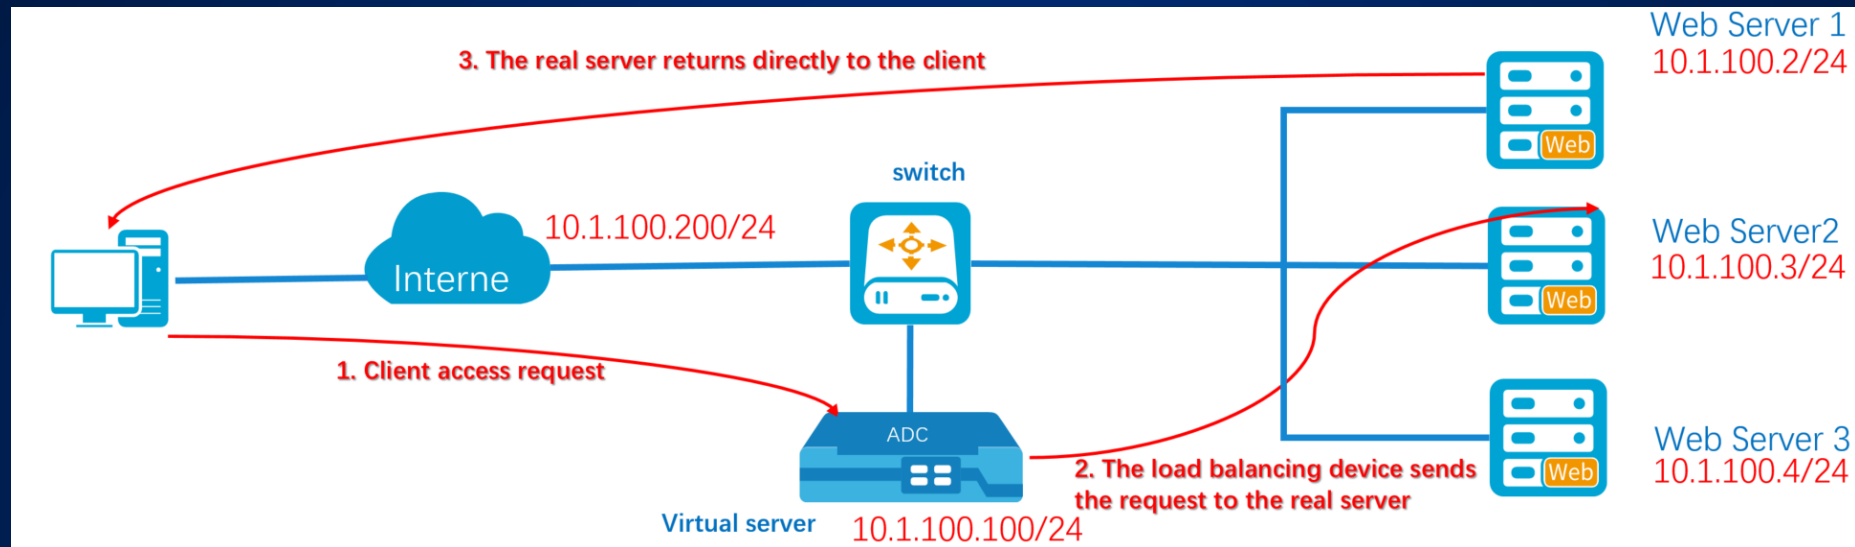 Web Server 1
10.1.100.2/24
3. The real server returns directly to the client
Web
switch
10.1.100.200/24
Interne
Web Server2
10.1.100.3/24
Web
1. Client access request
ADC
2. The load balancing device sends
the request to the real server
Web Server 3
10.1.100.4/24
Web
Virtual server
10.1.100.100/24